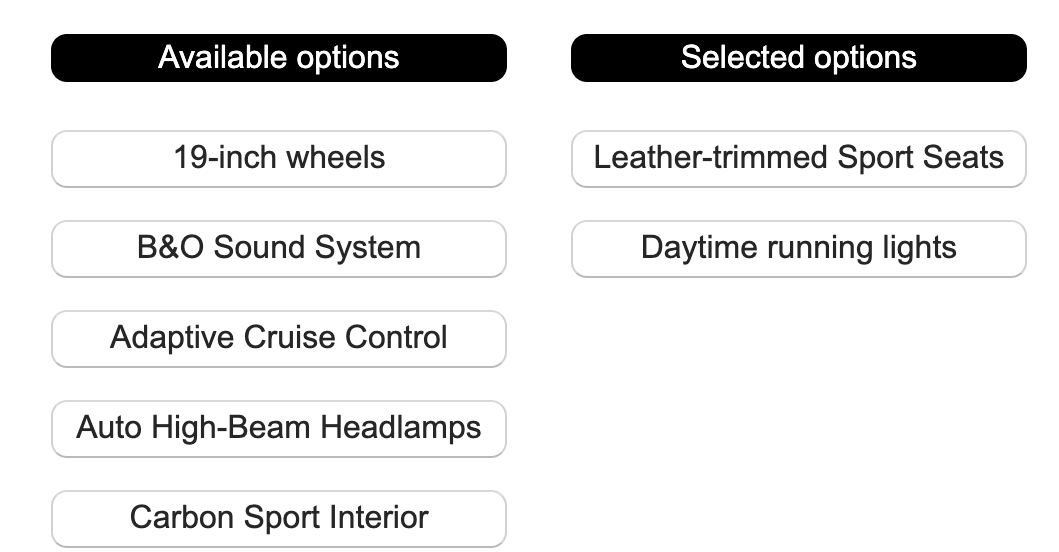 Available options
19-inch wheels
B&O Sound System
Adaptive Cruise Control
Auto High-Beam Headlamps
Carbon Sport Interior
Selected options
Leather-trimmed Sport Seats
Daytime running lights